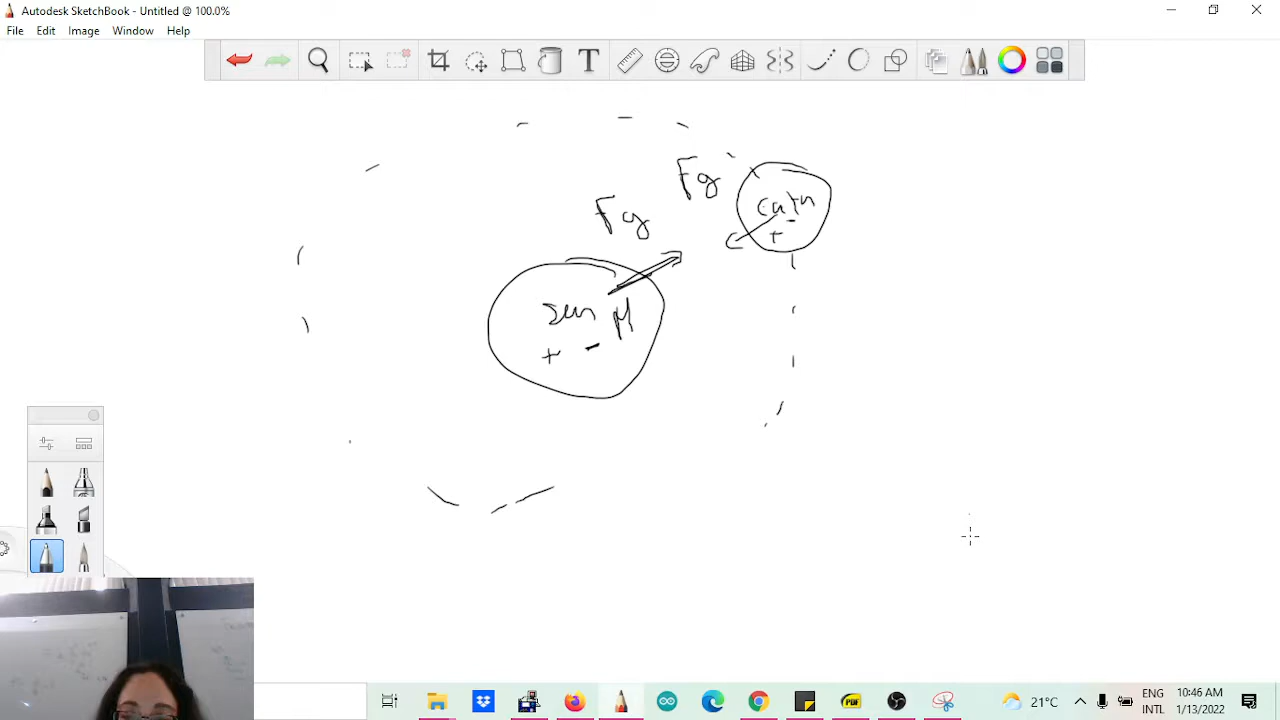 Autodesk SketchBook - Untitled @ 100.0%
File Edit Image Window Help
T
Fg
Fg
+ -
sun
+ -
ENG
INTL
21°C
10:46 AM
1/13/2022
PDF